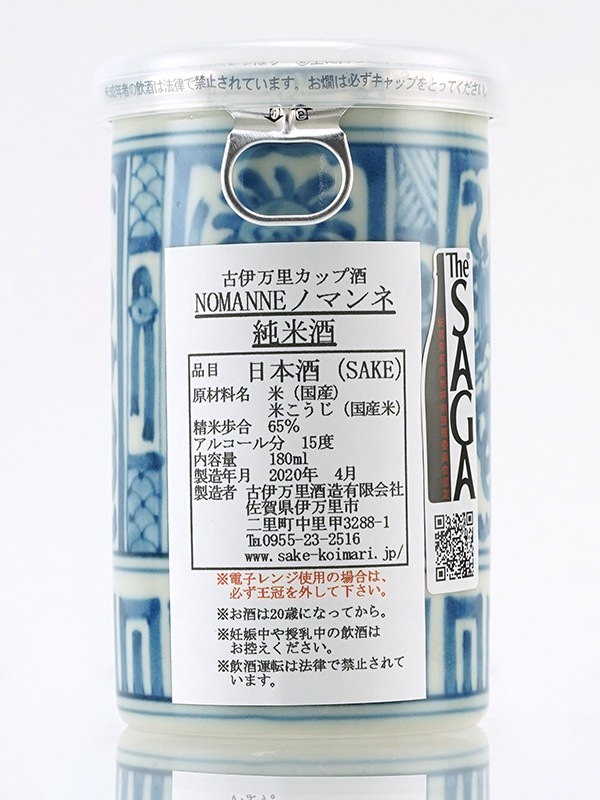 未成年者の飲酒は法律で禁止されています。お燗は必ずキャップをとってください。
古伊万里カップ酒
NOMANNEノマンネ
純米酒
品目 日本酒 (SAKE)
原材料名 米(国産)
米こうじ(国産米)
精米歩合 65%
アルコール分 15度
内容量 180ml
製造年月 2020年 4月
製造者 古伊万里酒造有限会社
佐賀県伊万里市
二里町中里甲3288-1
℡0955-23-2516
www.sake-koimari.jp/
※電子レンジ使用の場合は、
必ず王冠を外して下さい。
※お酒は20歳になってから。
※妊娠中や授乳中の飲酒は
お控えください。
※飲酒運転は法律で禁止されて
います。
The SAGA